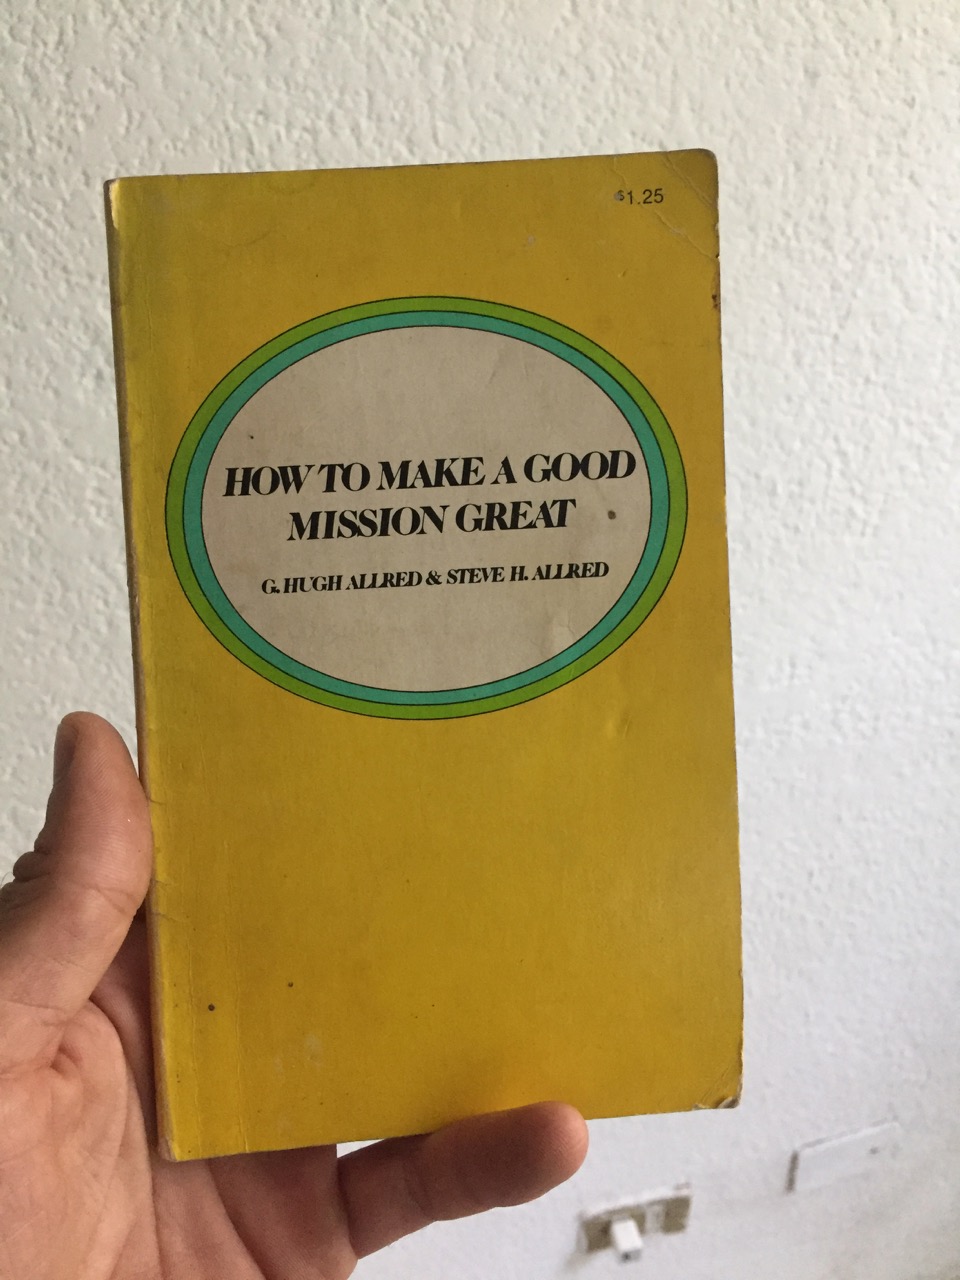 $1.25
HOW TO MAKE A GOOD
MISSION GREAT
G. HUGH ALLRED & STEVE H. ALLRED